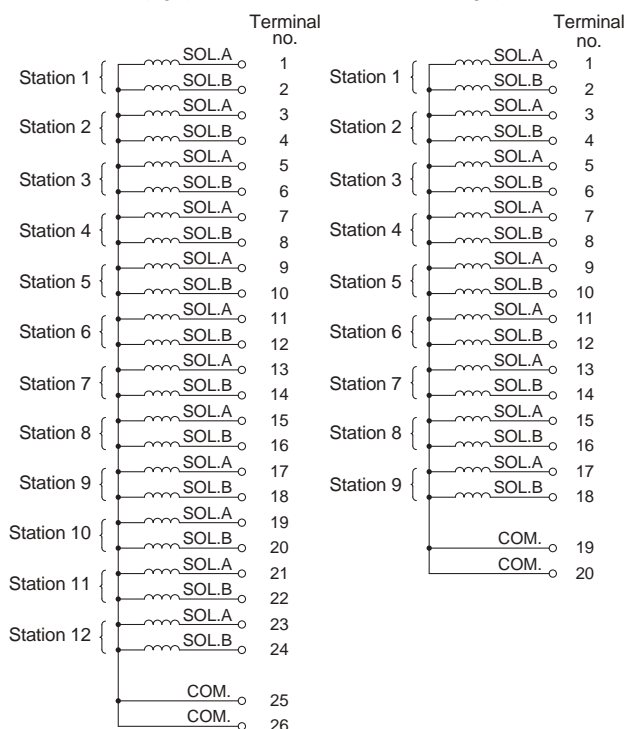 Terminal no.
Station 1
SOL.A 1
SOL.B 2
Station 2
SOL.A 3
SOL.B 4
Station 3
SOL.A 5
SOL.B 6
Station 4
SOL.A 7
SOL.B 8
Station 5
SOL.A 9
SOL.B 10
Station 6
SOL.A 11
SOL.B 12
Station 7
SOL.A 13
SOL.B 14
Station 8
SOL.A 15
SOL.B 16
Station 9
SOL.A 17
SOL.B 18
Station 10
SOL.A 19
SOL.B 20
Station 11
SOL.A 21
SOL.B 22
Station 12
SOL.A 23
SOL.B 24
COM. 25
COM. 26
Terminal no.
Station 1
SOL.A 1
SOL.B 2
Station 2
SOL.A 3
SOL.B 4
Station 3
SOL.A 5
SOL.B 6
Station 4
SOL.A 7
SOL.B 8
Station 5
SOL.A 9
SOL.B 10
Station 6
SOL.A 11
SOL.B 12
Station 7
SOL.A 13
SOL.B 14
Station 8
SOL.A 15
SOL.B 16
Station 9
SOL.A 17
SOL.B 18
COM. 19
COM. 20